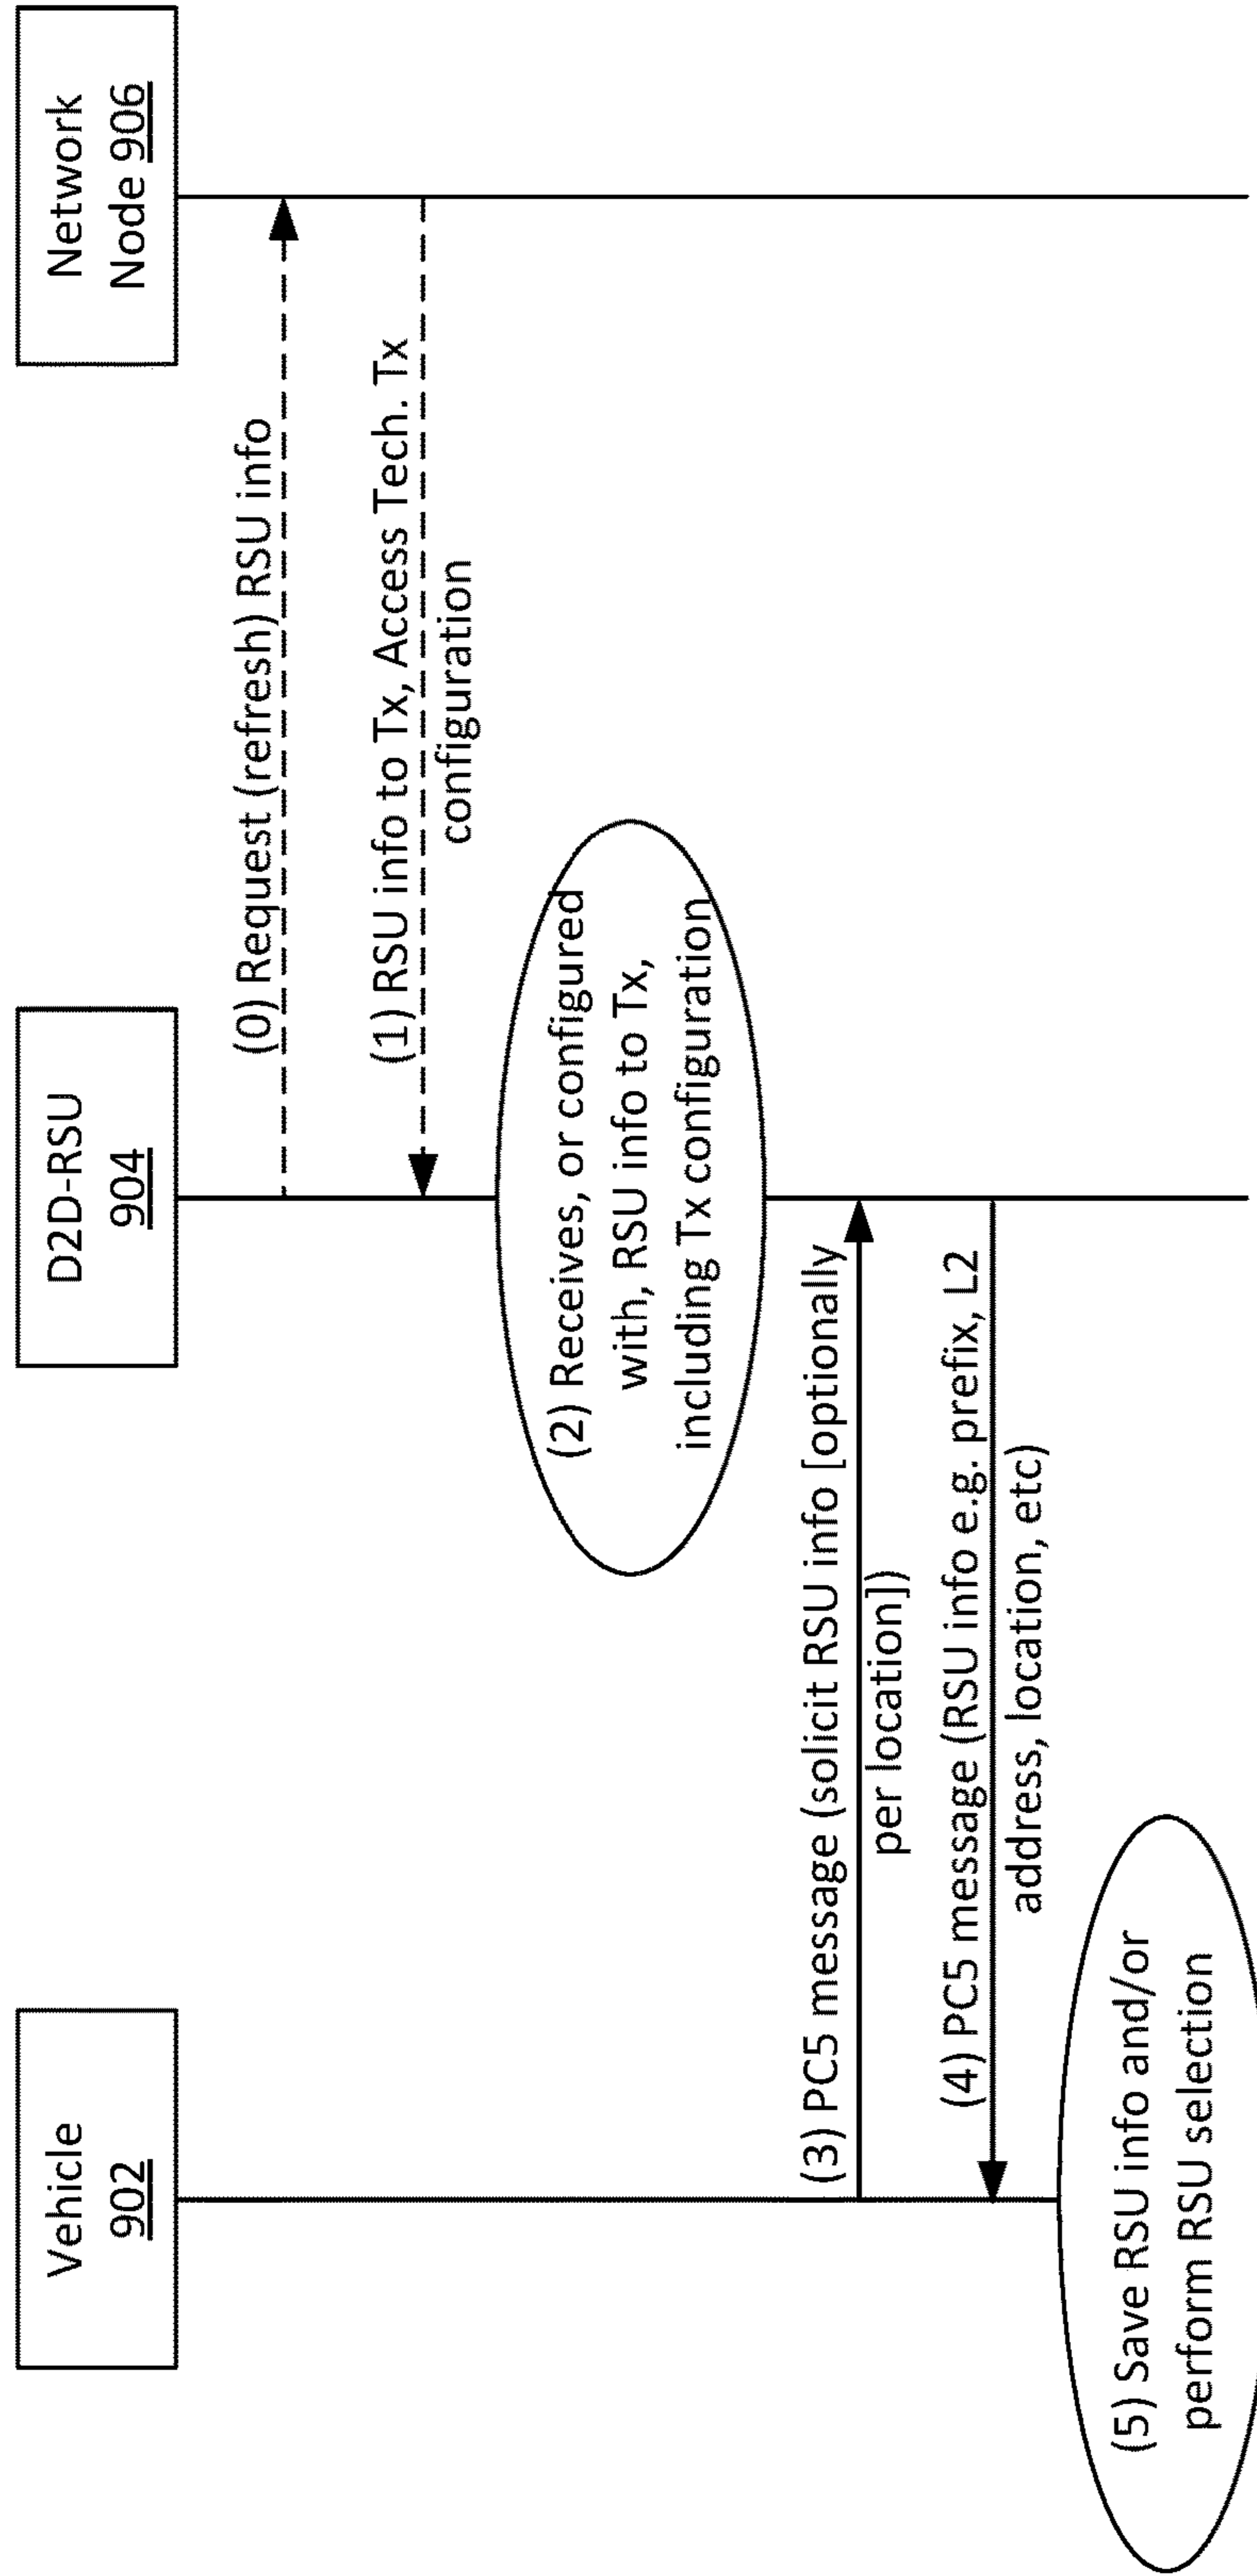 Vehicle
902
D2D-RSU
904
Network
Node 906
(0) Request (refresh) RSU info
(1) RSU info to Tx, Access Tech. Tx
configuration
(2) Receives, or configured
with, RSU info to Tx,
including Tx configuration
(3) PC5 message (solicit RSU info [optionally
per location])
(4) PC5 message (RSU info e.g. prefix, L2
address, location, etc)
(5) Save RSU info and/or
perform RSU selection